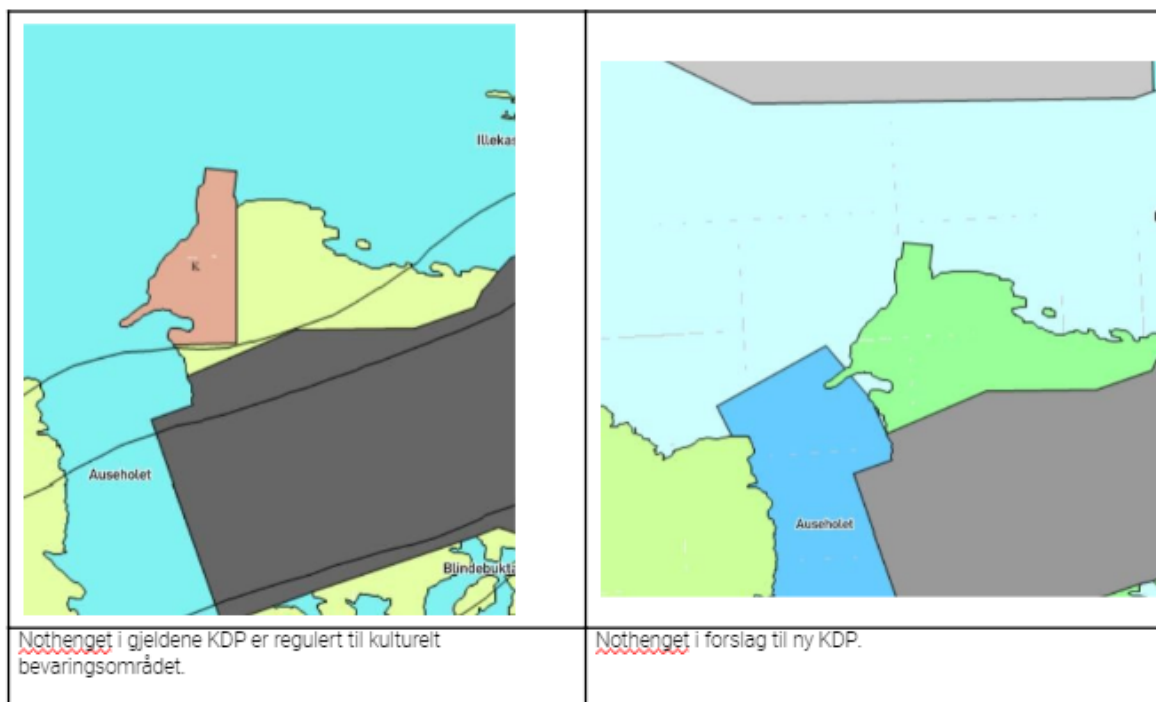 Illekas
K
Auseholet
Blindebukta
Auseholet
Nothenget i gjeldene KDP er regulert til kulturelt
bevaringsområdet.
Nothenget i forslag til ny KDP.